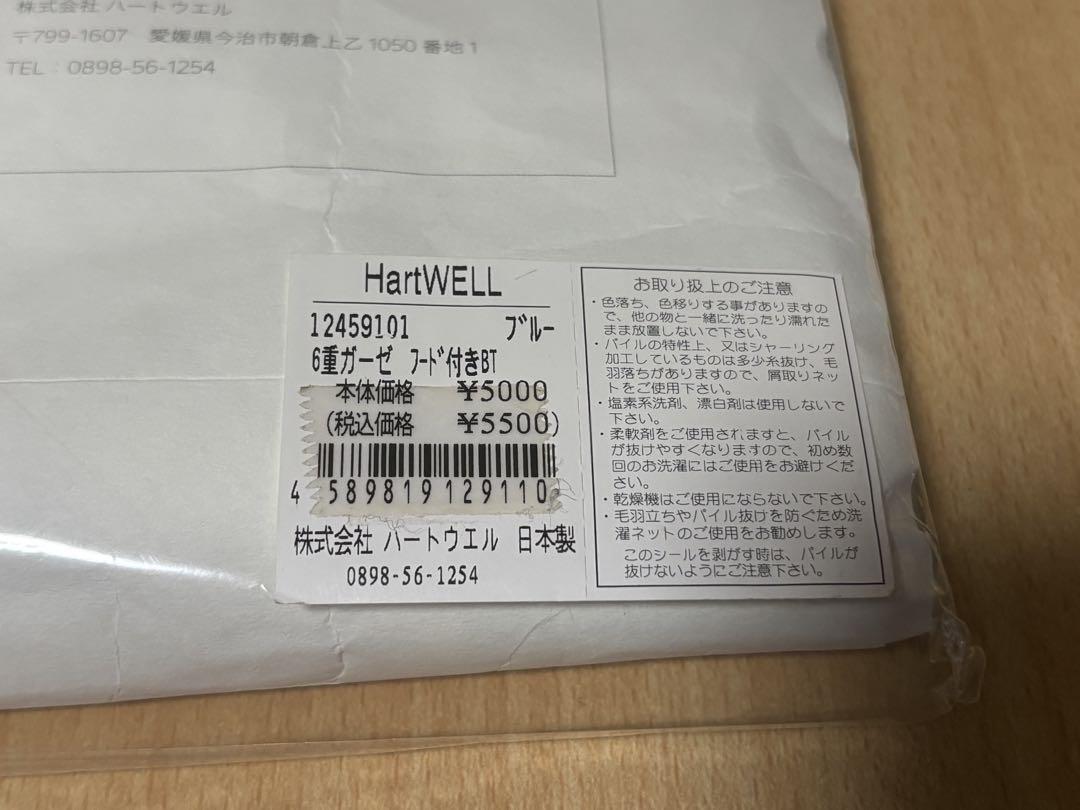 株式会社 ハートウエル
〒799-1607 愛媛県今治市朝倉上乙1050番地1
TEL：0898-56-1254
HartWELL
12459101 ブルー
6重ガーゼ フード付きBT
本体価格 ¥5000
(税込価格 ¥5500)
4 589819 129110
株式会社 ハートウエル 日本製
0898-56-1254
お取り扱上のご注意
・色落ち、色移りする事がありますの
で、他の物と一緒に洗ったり濡れた
まま放置しないで下さい。
・パイルの特性上、又はシャーリング
加工しているものは多少糸抜け、毛
羽落ちがありますので、屑取りネッ
トをご使用下さい。
・塩素系洗剤、漂白剤は使用しないで
下さい。
・柔軟剤をご使用されますと、パイル
が抜けやすくなりますので、初め数
回のお洗濯にはご使用をお避けくだ
さい。
・乾燥機はご使用にならないで下さい。
・毛羽立ちやパイル抜けを防ぐため洗
濯ネットのご使用をお勧めします。
このシールを剥がす時は、パイルが
抜けないようにご注意下さい。